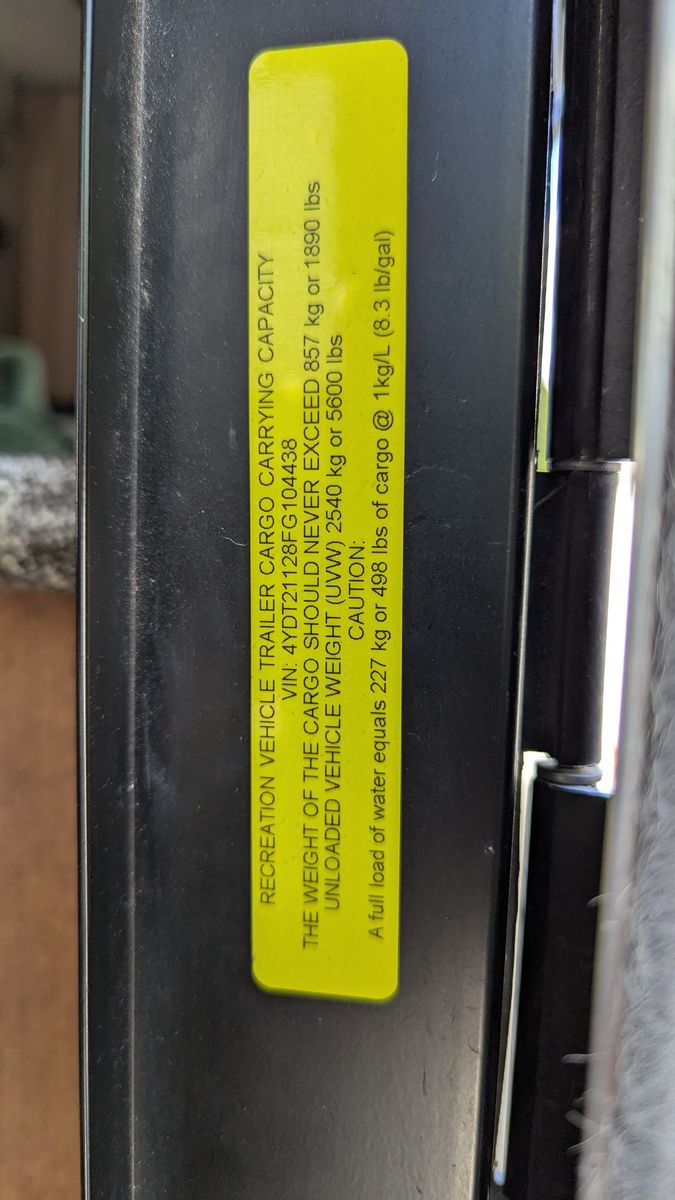 RECREATION VEHICLE TRAILER CARGO CARRYING CAPACITY
VIN: 4YDT21128FG104438
THE WEIGHT OF THE CARGO SHOULD NEVER EXCEED 857 kg or 1890 lbs
UNLOADED VEHICLE WEIGHT (UVW) 2540 kg or 5600 lbs
CAUTION:
A full load of water equals 227 kg or 498 lbs of cargo @ 1kg/L (8.3 lb/gal)